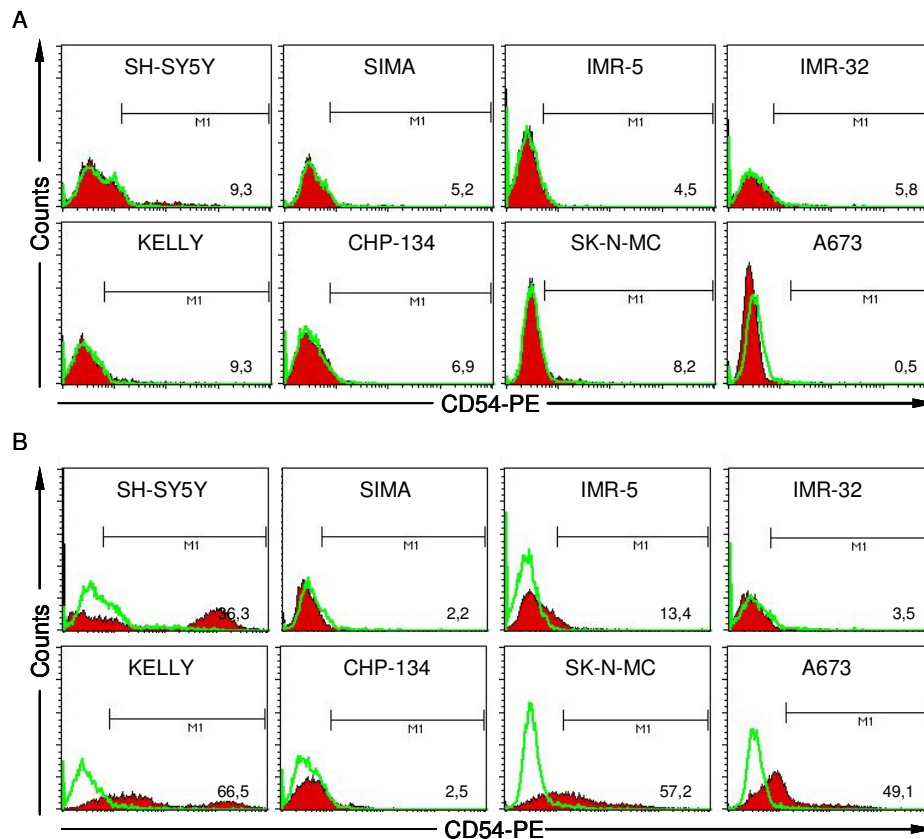 A
SH-SY5Y
SIMA
IMR-5
IMR-32
M1
M1
M1
M1
9,3
5,2
4,5
5,8
KELLY
CHP-134
SK-N-MC
A673
M1
M1
M1
M1
9,3
6,9
8,2
0,5
Counts
CD54-PE
B
SH-SY5Y
SIMA
IMR-5
IMR-32
M1
M1
M1
M1
36,3
2,2
13,4
3,5
KELLY
CHP-134
SK-N-MC
A673
M1
M1
M1
M1
66,5
2,5
57,2
49,1
Counts
CD54-PE